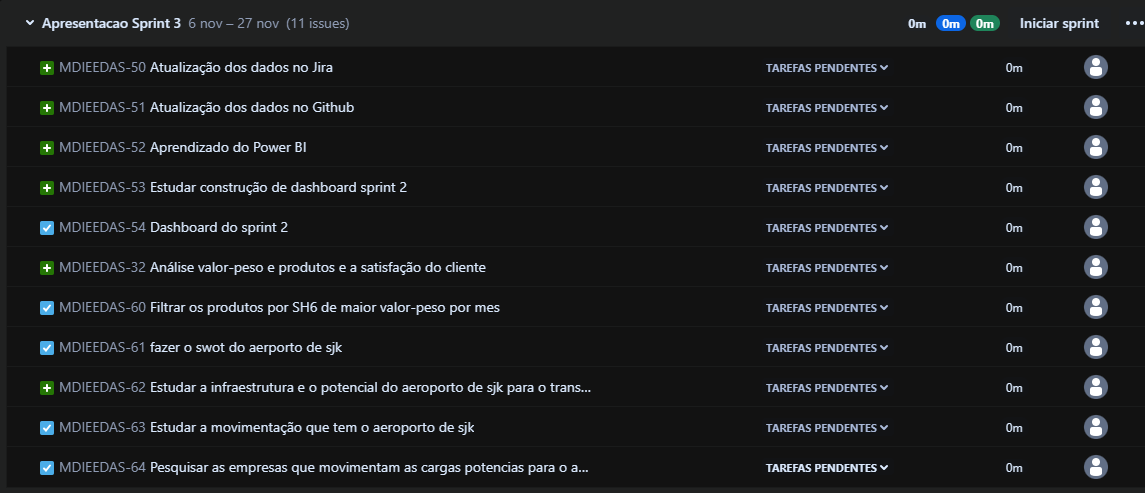 Apresentacao Sprint 3 6 nov – 27 nov (11 issues) 0m 0m 0m Iniciar sprint
MDIEEDAS-50 Atualização dos dados no Jira TAREFAS PENDENTES 0m
MDIEEDAS-51 Atualização dos dados no Github TAREFAS PENDENTES 0m
MDIEEDAS-52 Aprendizado do Power BI TAREFAS PENDENTES 0m
MDIEEDAS-53 Estudar construção de dashboard sprint 2 TAREFAS PENDENTES 0m
MDIEEDAS-54 Dashboard do sprint 2 TAREFAS PENDENTES 0m
MDIEEDAS-32 Análise valor-peso e produtos e a satisfação do cliente TAREFAS PENDENTES 0m
MDIEEDAS-60 Filtrar os produtos por SH6 de maior valor-peso por mes TAREFAS PENDENTES 0m
MDIEEDAS-61 fazer o swot do aerporto de sjk TAREFAS PENDENTES 0m
MDIEEDAS-62 Estudar a infraestrutura e o potencial do aeroporto de sjk para o trans... TAREFAS PENDENTES 0m
MDIEEDAS-63 Estudar a movimentação que tem o aeroporto de sjk TAREFAS PENDENTES 0m
MDIEEDAS-64 Pesquisar as empresas que movimentam as cargas potencias para o a... TAREFAS PENDENTES 0m